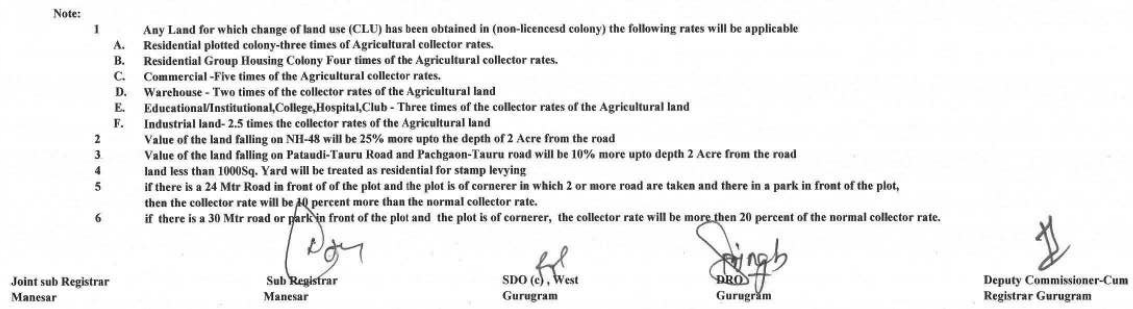 Note:
1 Any Land for which change of land use (CLU) has been obtained in (non-licencesd colony) the following rates will be applicable
A. Residential plotted colony-three times of Agricultural collector rates.
B. Residential Group Housing Colony Four times of the Agricultural collector rates.
C. Commercial -Five times of the Agricultural collector rates.
D. Warehouse - Two times of the collector rates of the Agricultural land
E. Educational/Institutional,College,Hospital,Club - Three times of the collector rates of the Agricultural land
F. Industrial land- 2.5 times the collector rates of the Agricultural land
2 Value of the land falling on NH-48 will be 25% more upto the depth of 2 Acre from the road
3 Value of the land falling on Pataudi-Tauru Road and Pachgaon-Tauru road will be 10% more upto depth 2 Acre from the road
4 land less than 1000Sq. Yard will be treated as residential for stamp levying
5 if there is a 24 Mtr Road in front of of the plot and the plot is of cornerer in which 2 or more road are taken and there in a park in front of the plot,
then the collector rate will be 10 percent more than the normal collector rate.
6 if there is a 30 Mtr road or park in front of the plot and the plot is of cornerer, the collector rate will be more then 20 percent of the normal collector rate.
Joint sub Registrar Sub Registrar SDO (c) , West DRO Deputy Commissioner-Cum
Manesar Manesar Gurugram Gurugram Registrar Gurugram